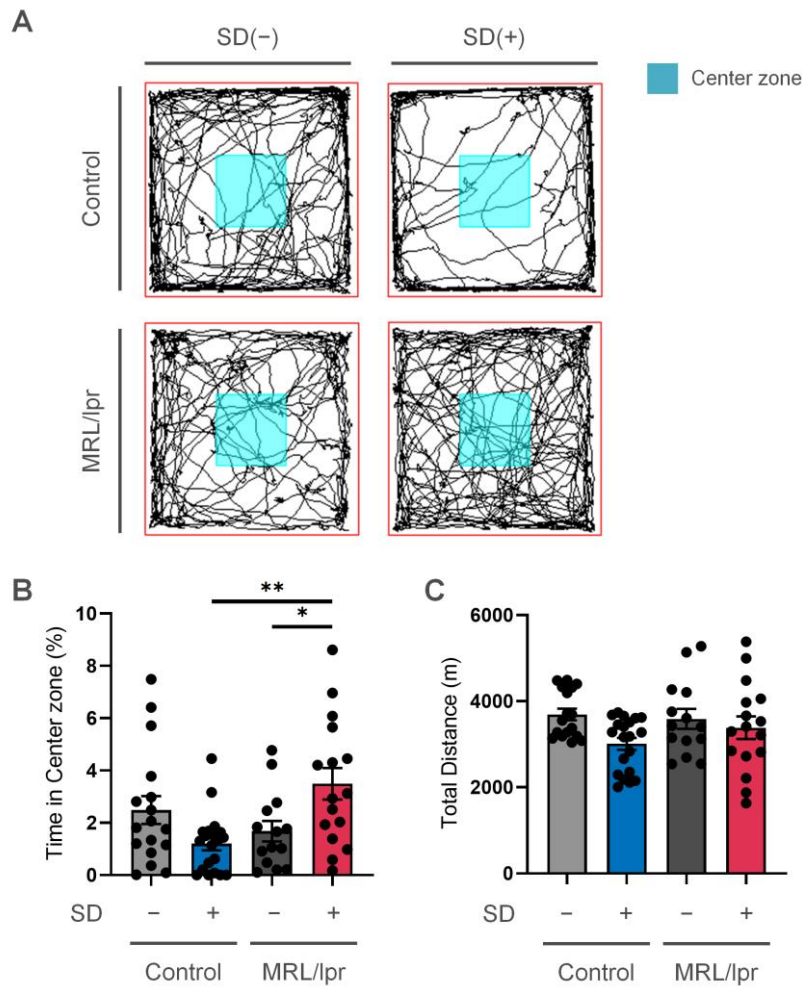 A
SD(−) SD(+)
Center zone
Control
MRL/lpr
B
**
*
10
8
6
4
2
0
Time in Center zone (%)
SD − + − +
Control MRL/lpr
C
6000
4000
2000
0
Total Distance (m)
− + − +
Control MRL/lpr